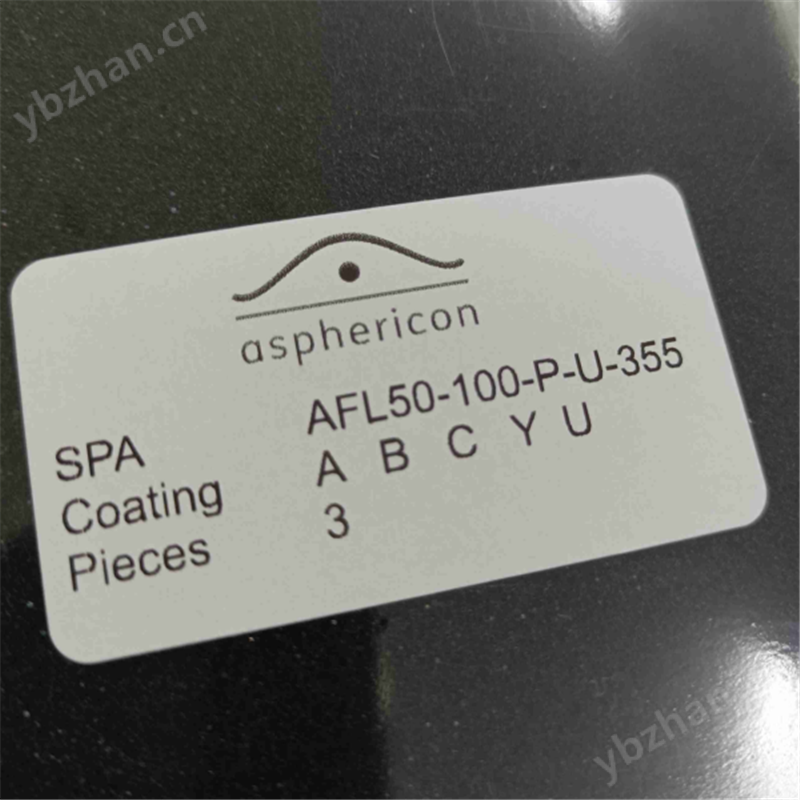 ybzhan.cn
asphericon
SPA AFL50-100-P-U-355
Coating A B C Y U
Pieces 3
ybzhan.cn